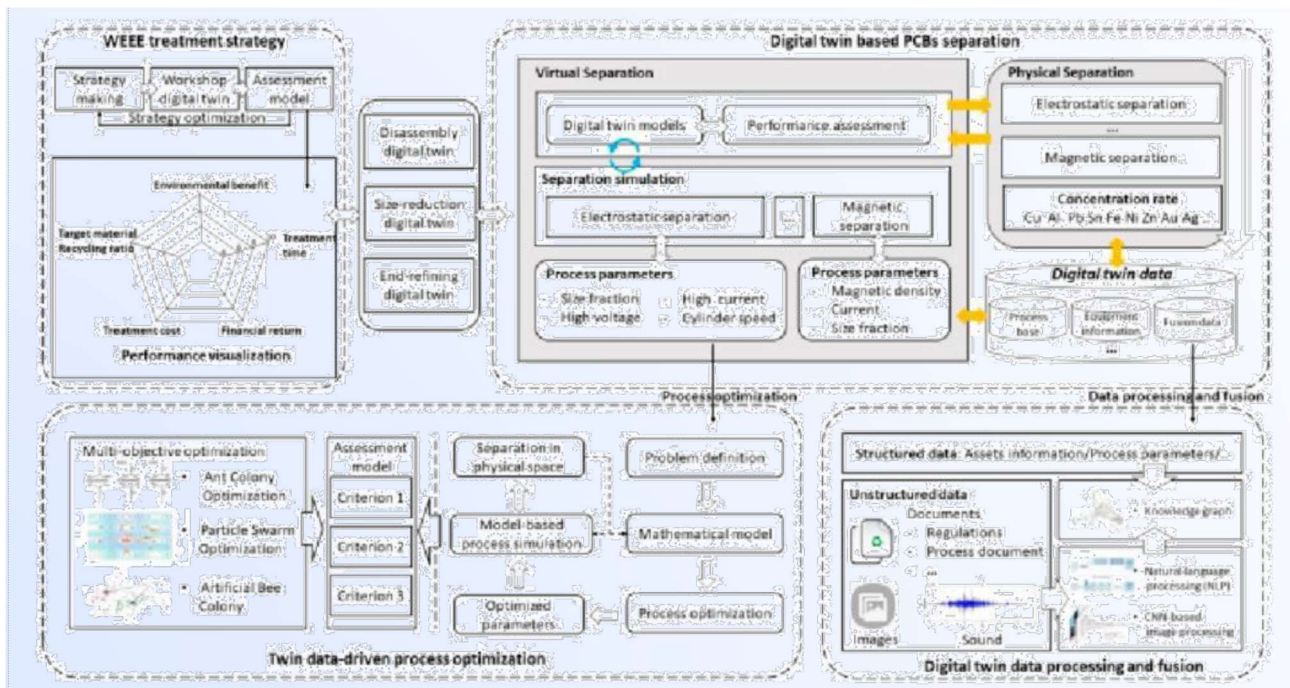 WEEE treatment strategy
Strategy
making
Workshop
digital twin
Assessment
model
Strategy optimization
Environmental benefit
Target material
Recycling ratio
Treatment
time
Treatment cost
Financial return
Performance visualization
Disassembly
digital twin
Size-reduction
digital twin
End-refining
digital twin
Digital twin based PCBs separation
Virtual Separation
Digital twin models
Performance assessment
Separation simulation
Electrostatic separation
Magnetic
separation
Process parameters
Size fraction
High voltage
High current
Cylinder speed
Process parameters
Magnetic density
Current
Size fraction
Physical Separation
Electrostatic separation
...
Magnetic separation
Concentration rate
Cu Al Pb Sn Fe Ni Zn Au Ag
Digital twin data
Process
base
Equipment
information
Fusion data
...
Process optimization
Data processing and fusion
Multi-objective optimization
• Ant Colony
Optimization
• Particle Swarm
Optimization
• Artificial Bee
Colony
Assessment
model
Criterion 1
Criterion 2
Criterion 3
Separation in
physical space
Model-based
process simulation
Optimized
parameters
Problem definition
Mathematical model
Process optimization
Twin data-driven process optimization
Structured data: Assets information/Process parameters/...
Unstructured data
Documents
• Regulations
• Process document
...
Images
Sound
• Knowledge graph
• Natural language
processing (NLP)
• CNN-based
image processing
Digital twin data processing and fusion